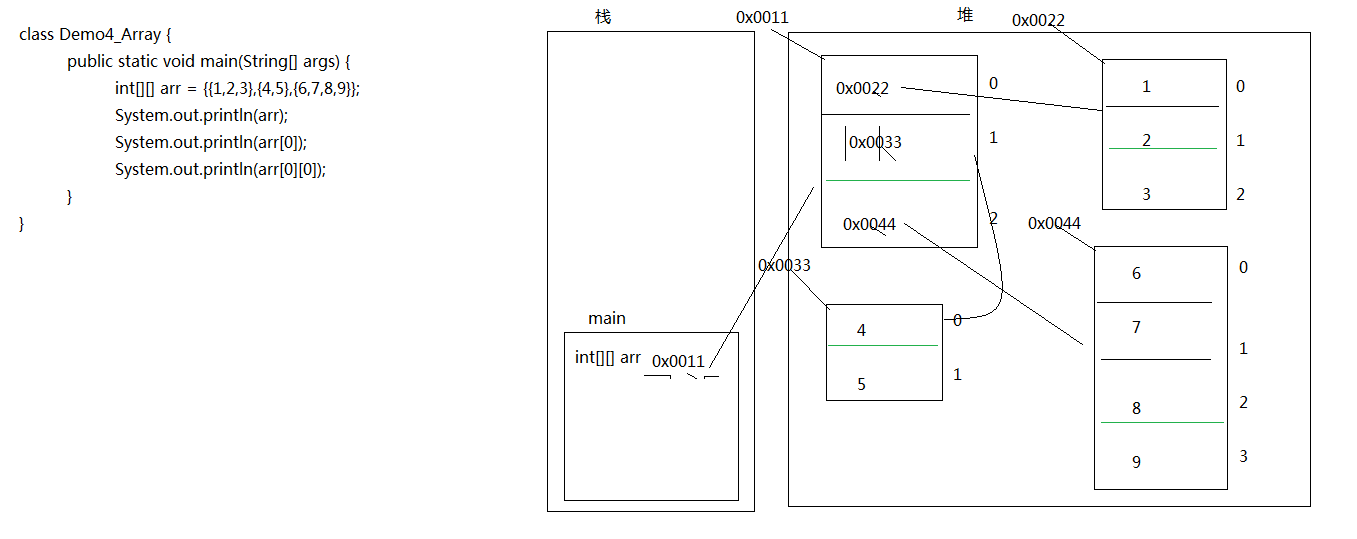 class Demo4_Array {
public static void main(String[] args) {
int[][] arr = {{1,2,3},{4,5},{6,7,8,9}};
System.out.println(arr);
System.out.println(arr[0]);
System.out.println(arr[0][0]);
}
}
栈
main
int[][] arr 0x0011
堆
0x0011
0x0022 0
0x0033 1
0x0044 2
0x0022
1 0
2 1
3 2
0x0033
4 0
5 1
0x0044
6 0
7 1
8 2
9 3